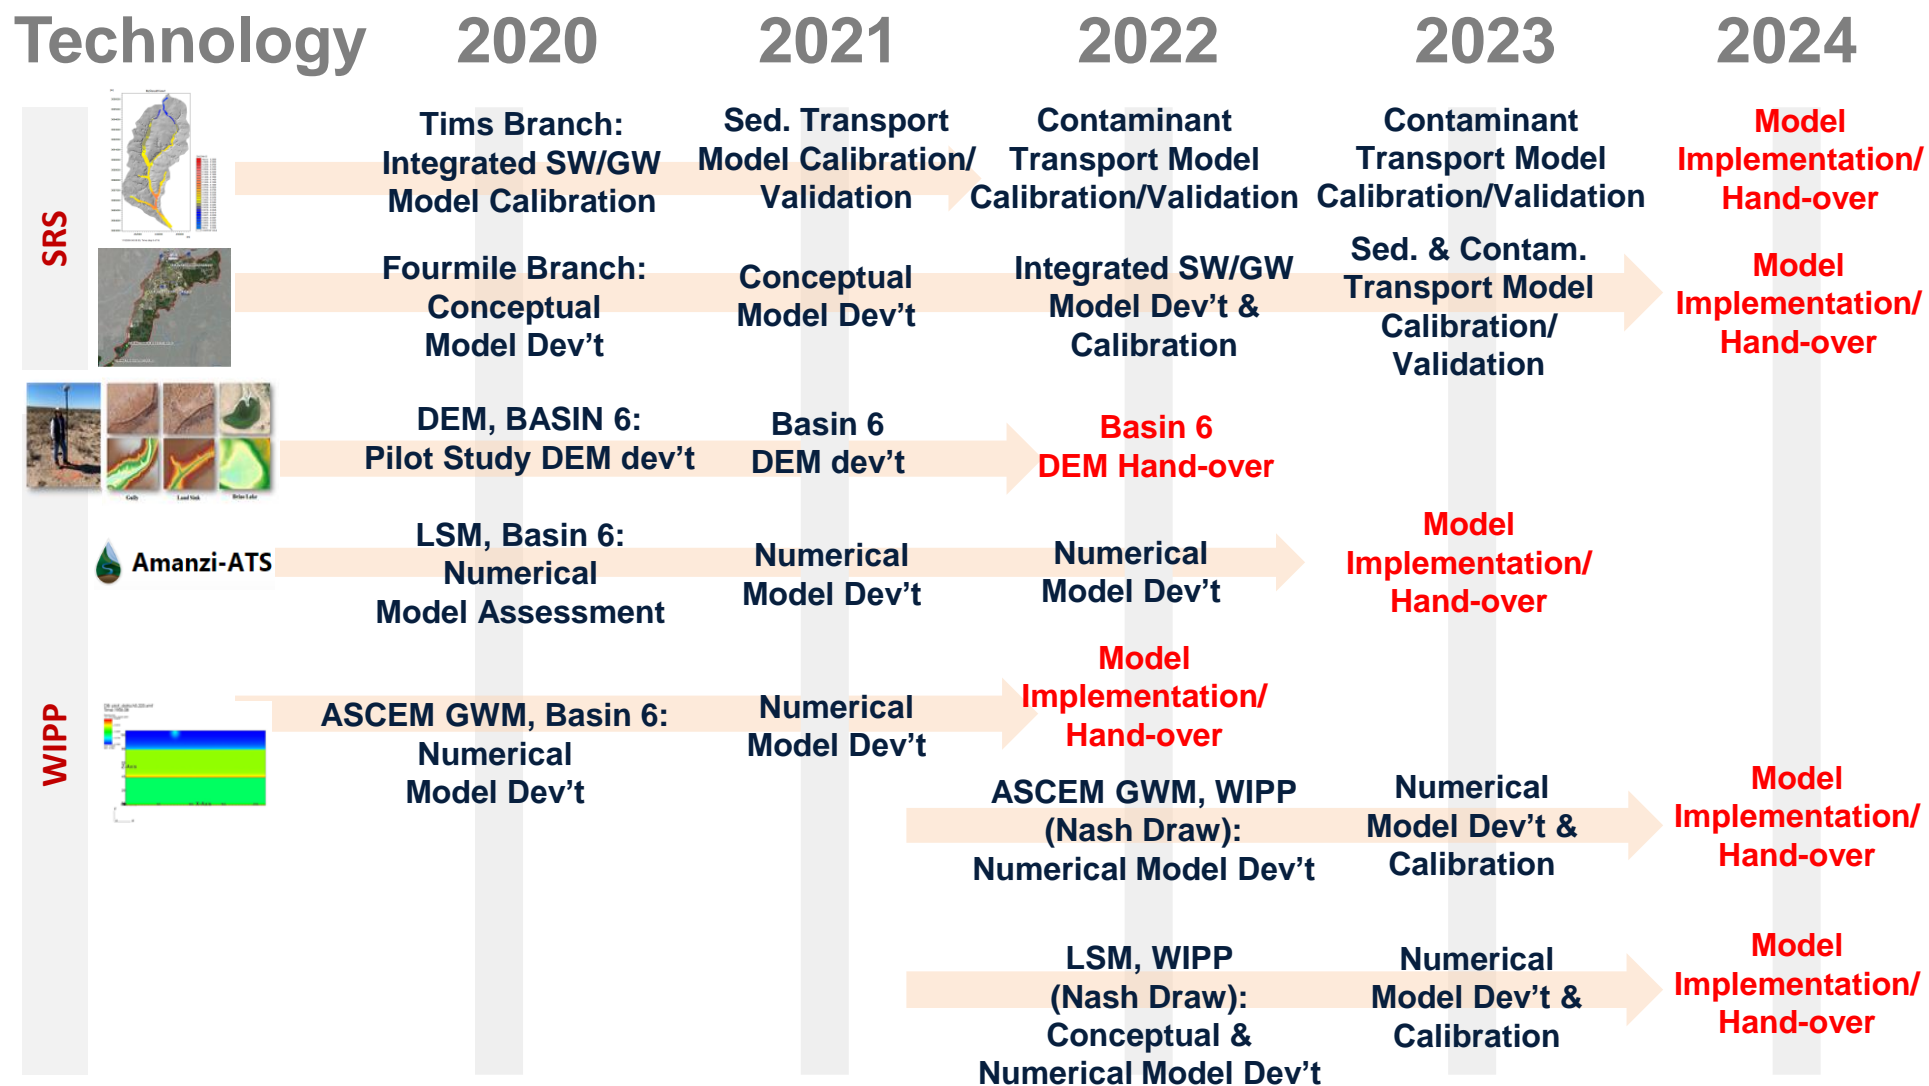 Technology 2020 2021 2022 2023 2024
SRS
Tims Branch:
Integrated SW/GW
Model Calibration
Sed. Transport
Model Calibration/
Validation
Contaminant
Transport Model
Calibration/Validation
Contaminant
Transport Model
Calibration/Validation
Model
Implementation/
Hand-over
Fourmile Branch:
Conceptual
Model Dev't
Conceptual
Model Dev't
Integrated SW/GW
Model Dev't &
Calibration
Sed. & Contam.
Transport Model
Calibration/
Validation
Model
Implementation/
Hand-over
WIPP
Gully
Land Sink
Brine Lake
DEM, BASIN 6:
Pilot Study DEM dev't
Basin 6
DEM dev't
Basin 6
DEM Hand-over
Amanzi-ATS
LSM, Basin 6:
Numerical
Model Assessment
Numerical
Model Dev't
Numerical
Model Dev't
Model
Implementation/
Hand-over
ASCEM GWM, Basin 6:
Numerical
Model Dev't
Numerical
Model Dev't
Model
Implementation/
Hand-over
ASCEM GWM, WIPP
(Nash Draw):
Numerical Model Dev't
Numerical
Model Dev't &
Calibration
Model
Implementation/
Hand-over
LSM, WIPP
(Nash Draw):
Conceptual &
Numerical Model Dev't
Numerical
Model Dev't &
Calibration
Model
Implementation/
Hand-over